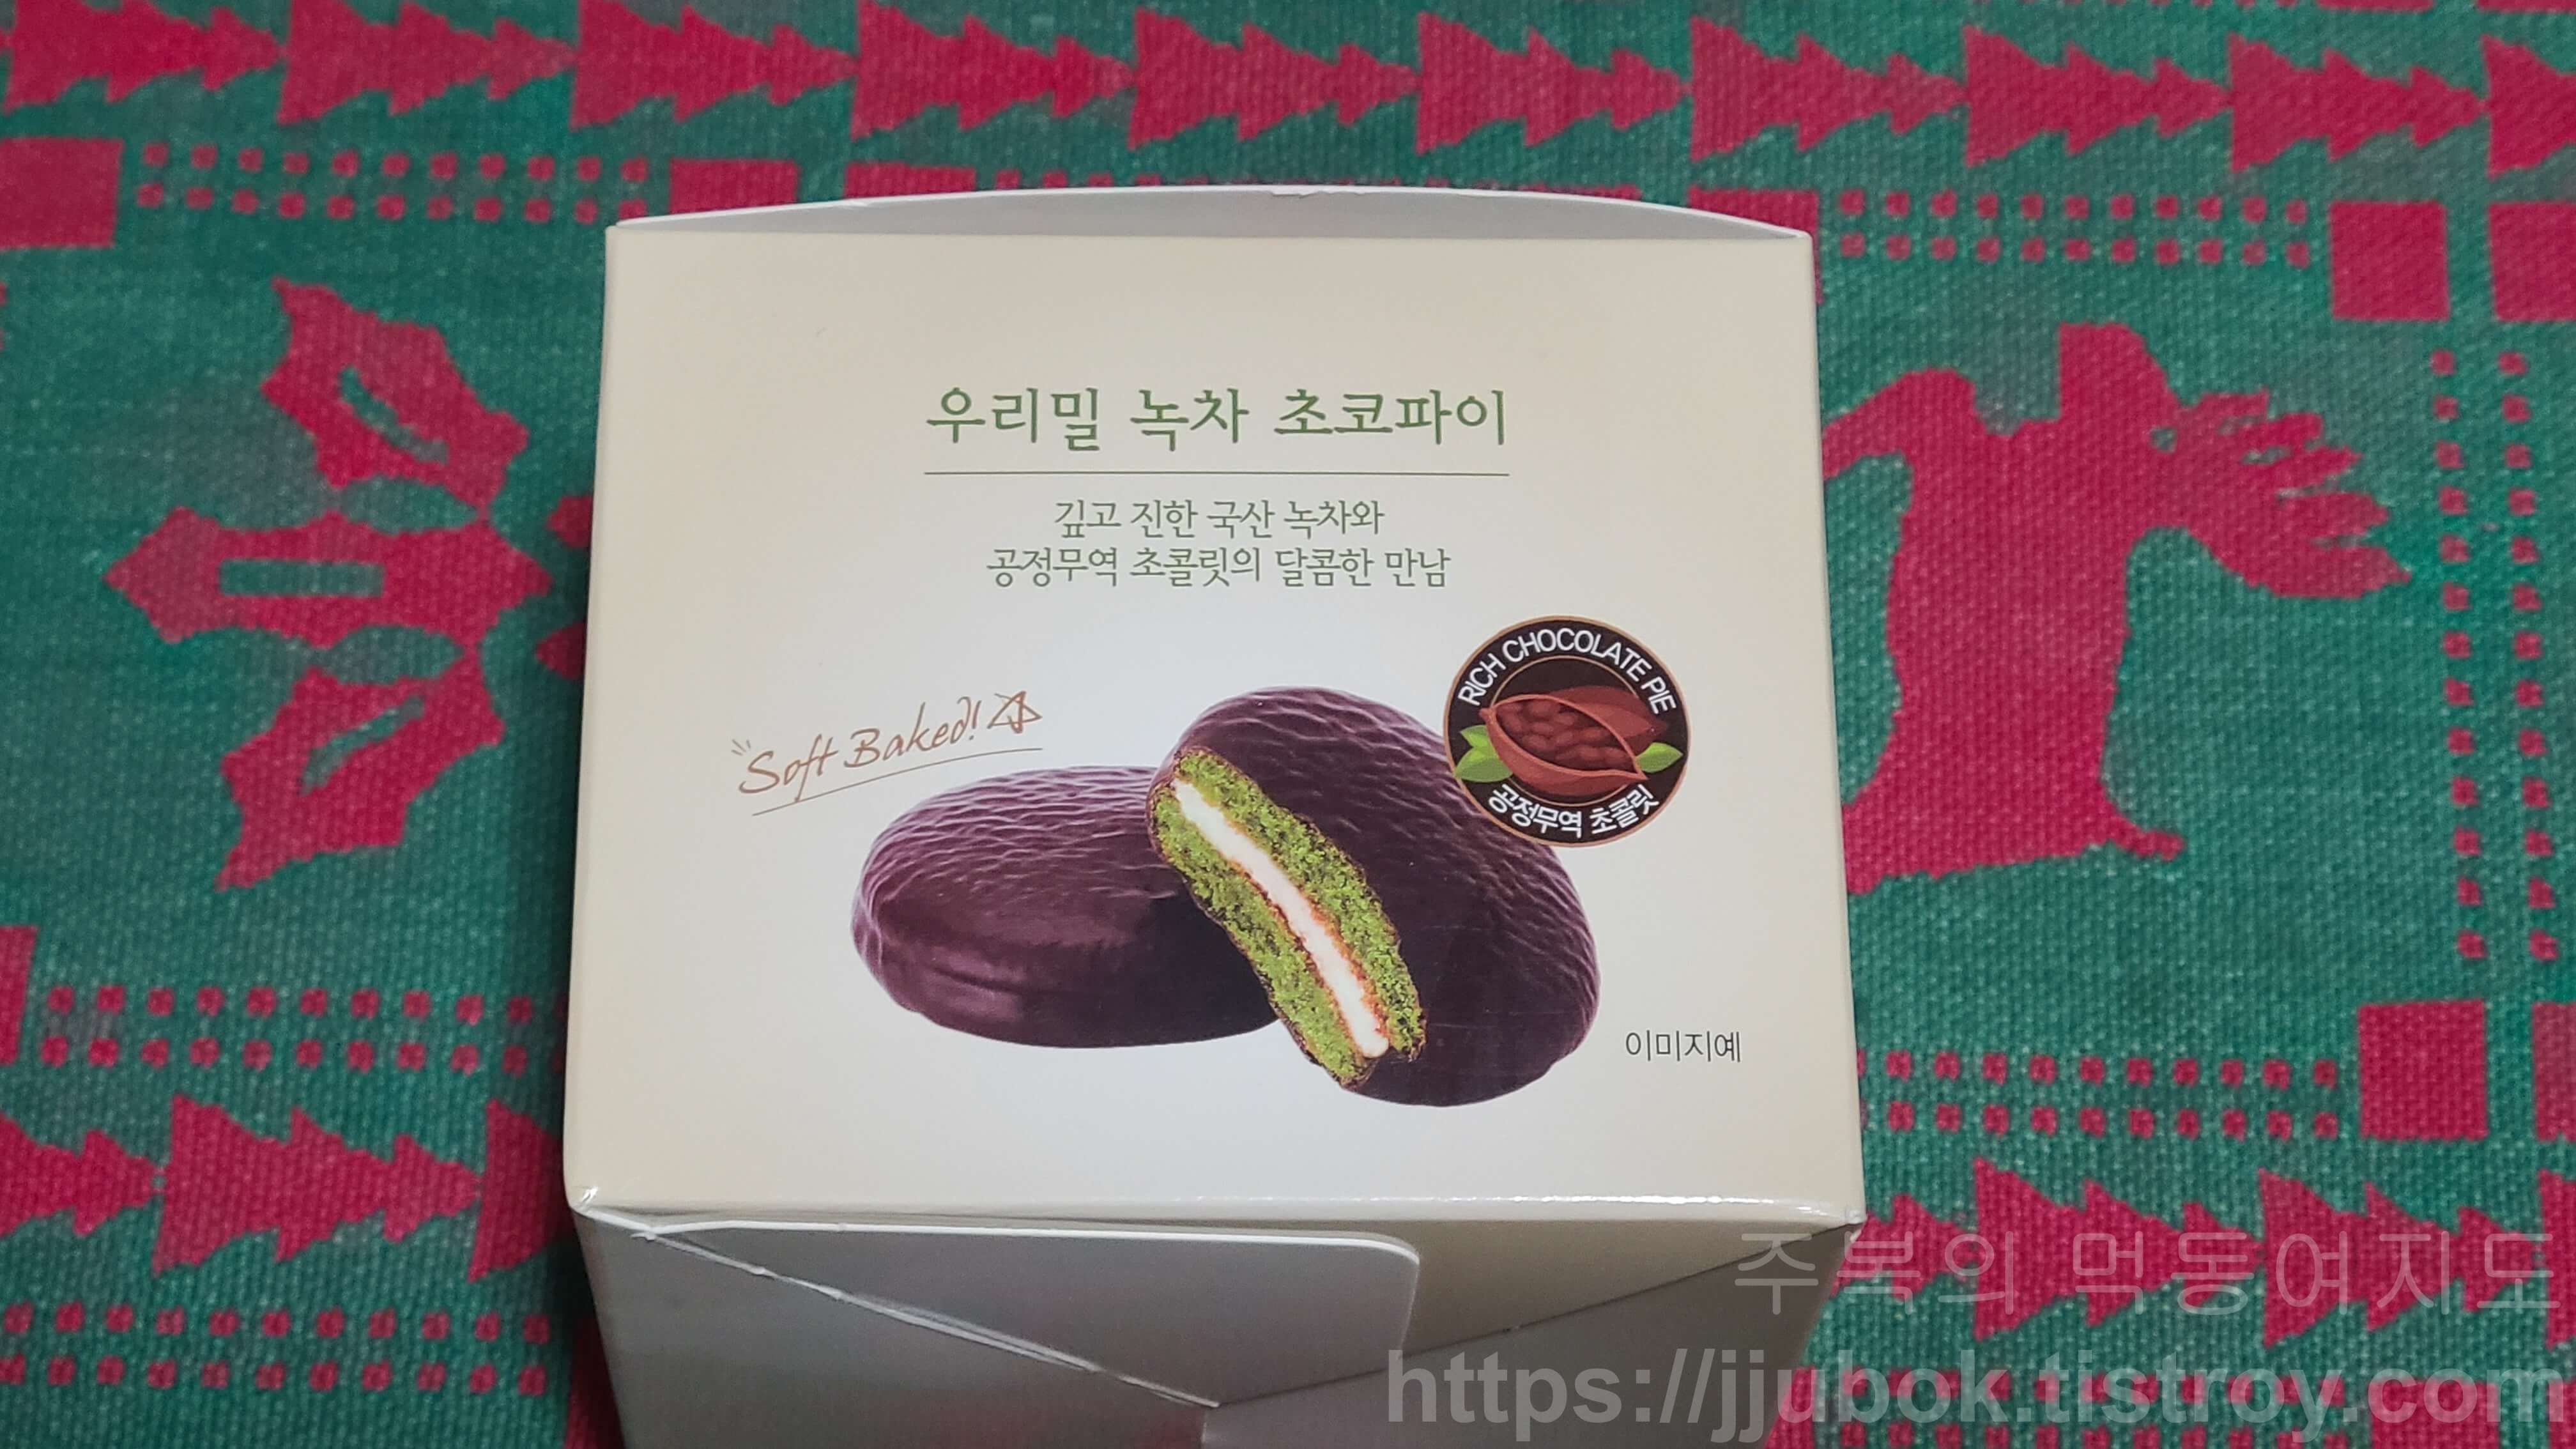 우리밀 녹차 초코파이
깊고 진한 국산 녹차와
공정무역 초콜릿의 달콤한 만남
RICH CHOCOLATE PIE
공정무역 초콜릿
Soft Baked!
이미지예
주복의 먹동여지도
https://jjubok.tistroy.com